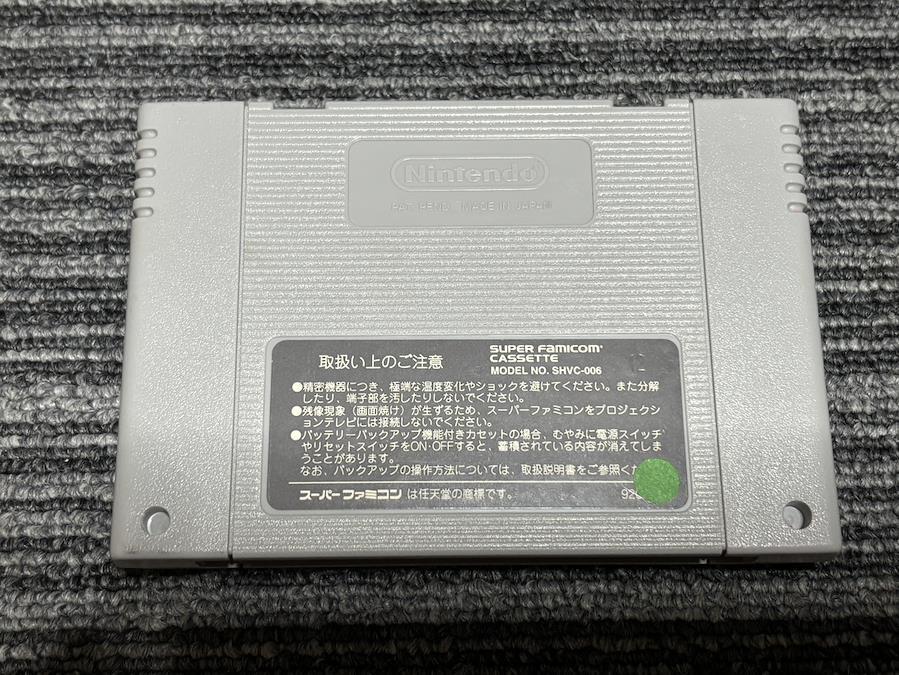 Nintendo
PAT. PEND. MADE IN JAPAN
取扱い上のご注意
SUPER FAMICOM
CASSETTE
MODEL NO. SHVC-006
●精密機器につき、極端な温度変化やショックを避けてください。また分解
したり、端子部を汚したりしないでください。
●残像現象(画面焼け)が生ずるため、スーパーファミコンをプロジェクシ
ョンテレビには接続しないでください。
●バッテリーバックアップ機能付きカセットの場合、むやみに電源スイッチ
やリセットスイッチをON・OFFすると、蓄積されている内容が消えてしま
うことがあります。
なお、バックアップの操作方法については、取扱説明書をご参照くだ
スーパーファミコン は任天堂の商標です。